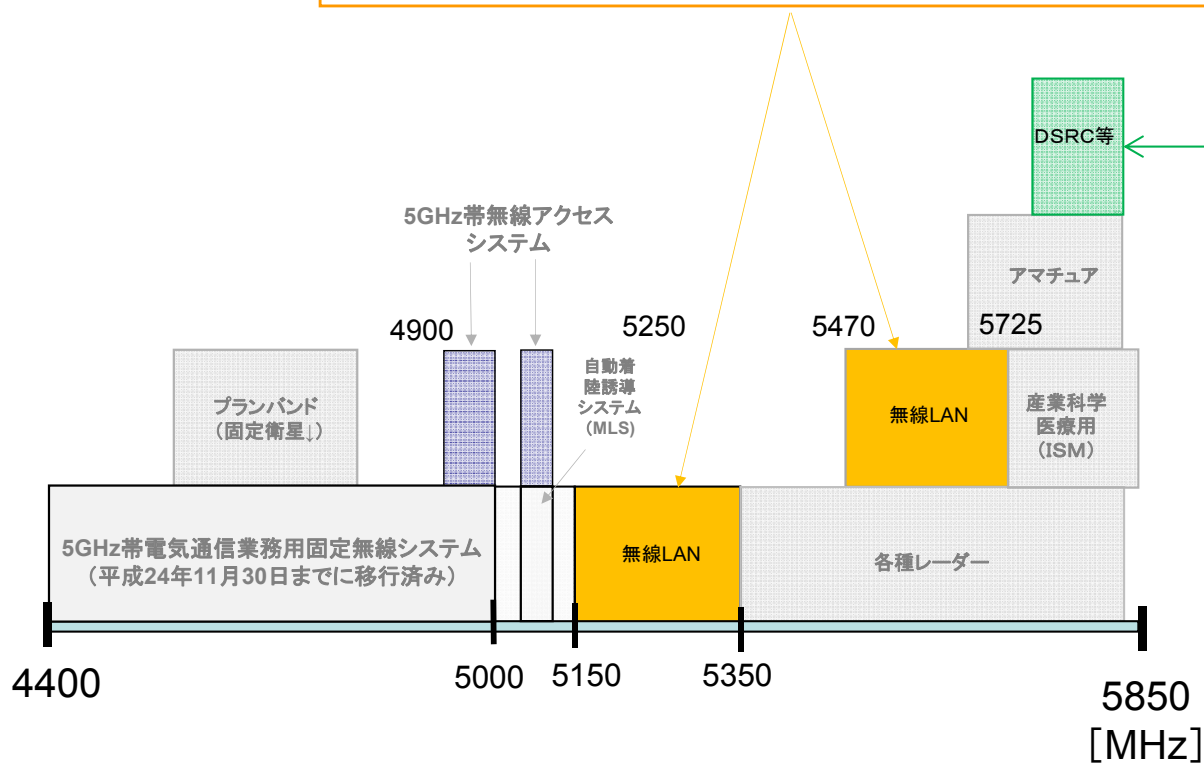 DSRC等
5GHz帯無線アクセス
システム
アマチュア
4900
5250
5470
5725
自動着
陸誘導
システム
(MLS)
プランバンド
（固定衛星↓）
無線LAN
産業科学
医療用
（ISM）
5GHz帯電気通信業務用固定無線システム
（平成24年11月30日までに移行済み）
無線LAN
各種レーダー
4400
5000
5150
5350
5850
[MHz]